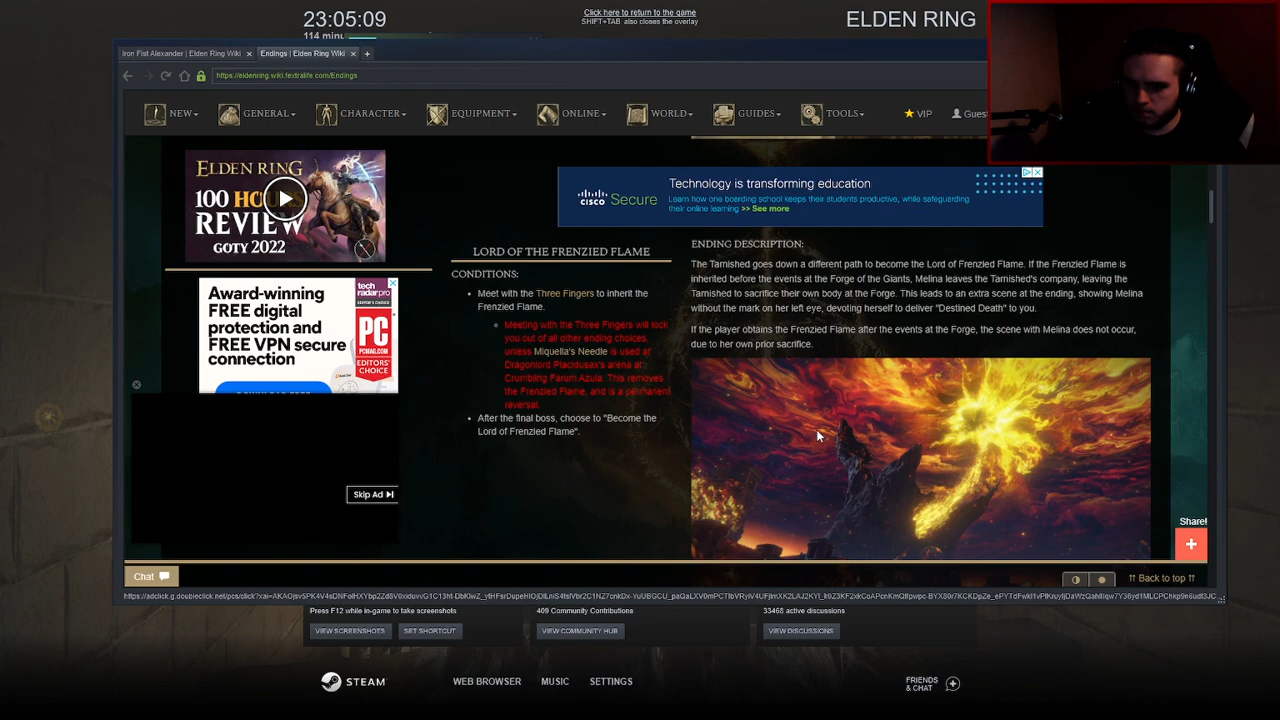 23:05:09
Click here to return to the game
SHIFT+TAB also closes the overlay
ELDEN RING
114 minu
Iron Fist Alexander | Elden Ring Wiki
Endings | Elden Ring Wiki
https://eldenring.wiki.fextralife.com/Endings
NEW
GENERAL
CHARACTER
EQUIPMENT
ONLINE
WORLD
GUIDES
TOOLS
VIP
Guest
ELDEN RING
100 HO
REVIEW
GOTY 2022
cisco Secure
Technology is transforming education
Learn how one boarding school keeps their students productive, while safeguarding
their online learning >> See more
LORD OF THE FRENZIED FLAME
CONDITIONS:
Meet with the Three Fingers to inherit the
Frenzied Flame.
Meeting with the Three Fingers will lock
you out of all other ending choices,
unless Miquella's Needle is used at
Dragonlord Placidusax's arena at
Crumbling Farum Azula. This removes
the Frenzied Flame, and is a permanent
reversal.
After the final boss, choose to "Become the
Lord of Frenzied Flame".
ENDING DESCRIPTION:
The Tarnished goes down a different path to become the Lord of Frenzied Flame. If the Frenzied Flame is
inherited before the events at the Forge of the Giants, Melina leaves the Tarnished's company, leaving the
Tarnished to sacrifice their own body at the Forge. This leads to an extra scene at the ending, showing Melina
without the mark on her left eye, devoting herself to deliver "Destined Death" to you.
If the player obtains the Frenzied Flame after the events at the Forge, the scene with Melina does not occur,
due to her own prior sacrifice.
Award-winning
FREE digital
protection and
FREE VPN secure
connection
tech
radar pro
PC
PCMAG.COM
EDITORS'
CHOICE
Skip Ad
Share!
+
Chat
Back to top
Press F12 while in-game to take screenshots
409 Community Contributions
33468 active discussions
VIEW SCREENSHOTS
SET SHORTCUT
VIEW COMMUNITY HUB
VIEW DISCUSSIONS
STEAM
WEB BROWSER
MUSIC
SETTINGS
FRIENDS
& CHAT